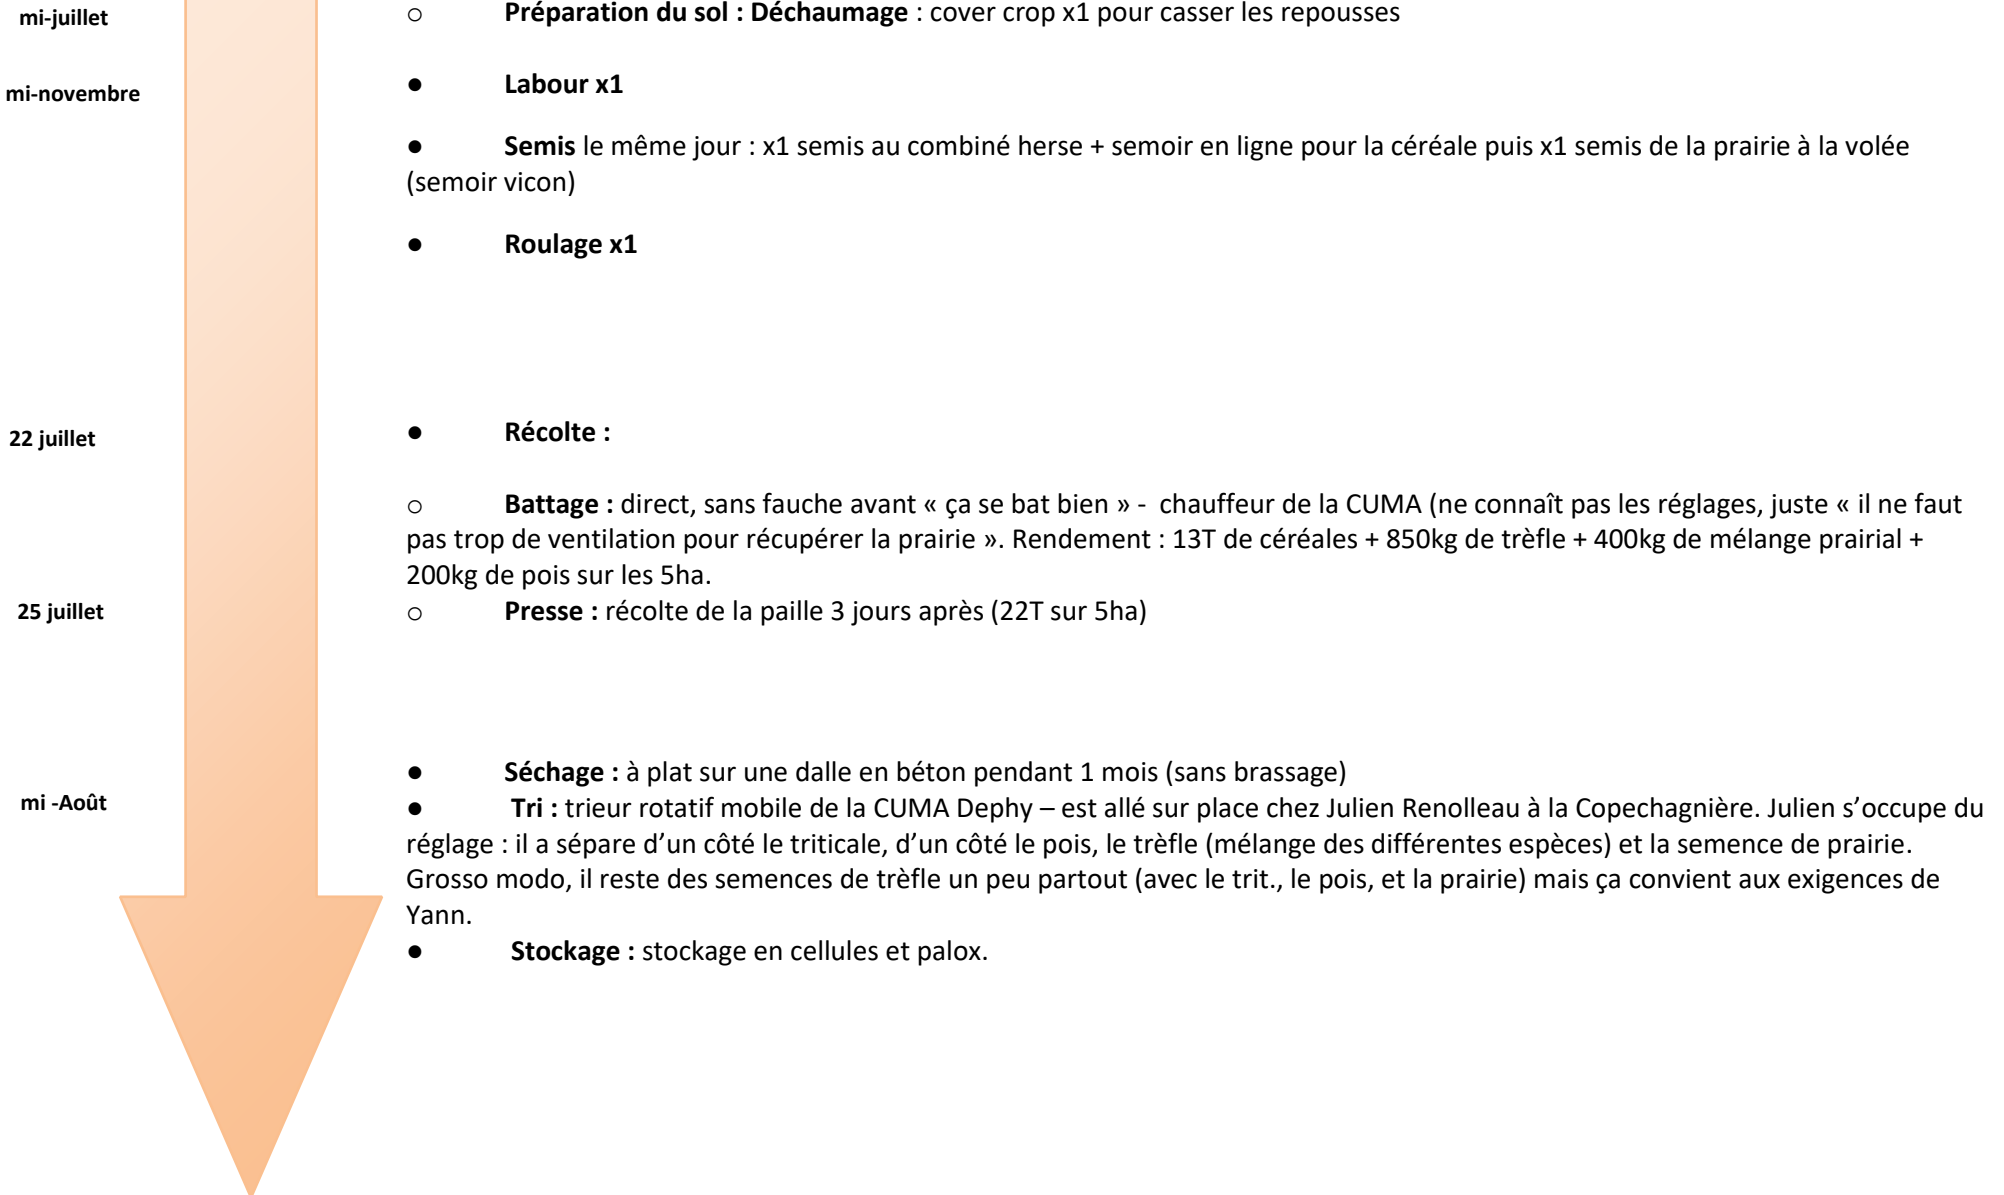 mi-juillet
o Préparation du sol : Déchaumage : cover crop x1 pour casser les repousses
mi-novembre
● Labour x1
● Semis le même jour : x1 semis au combiné herse + semoir en ligne pour la céréale puis x1 semis de la prairie à la volée
(semoir vicon)
● Roulage x1
22 juillet
● Récolte :
o Battage : direct, sans fauche avant « ça se bat bien » - chauffeur de la CUMA (ne connaît pas les réglages, juste « il ne faut
pas trop de ventilation pour récupérer la prairie ». Rendement : 13T de céréales + 850kg de trèfle + 400kg de mélange prairial +
200kg de pois sur les 5ha.
25 juillet
o Presse : récolte de la paille 3 jours après (22T sur 5ha)
● Séchage : à plat sur une dalle en béton pendant 1 mois (sans brassage)
mi -Août
● Tri : trieur rotatif mobile de la CUMA Dephy – est allé sur place chez Julien Renolleau à la Copechagnière. Julien s’occupe du
réglage : il a sépare d’un côté le triticale, d’un côté le pois, le trèfle (mélange des différentes espèces) et la semence de prairie.
Grosso modo, il reste des semences de trèfle un peu partout (avec le trit., le pois, et la prairie) mais ça convient aux exigences de
Yann.
● Stockage : stockage en cellules et palox.